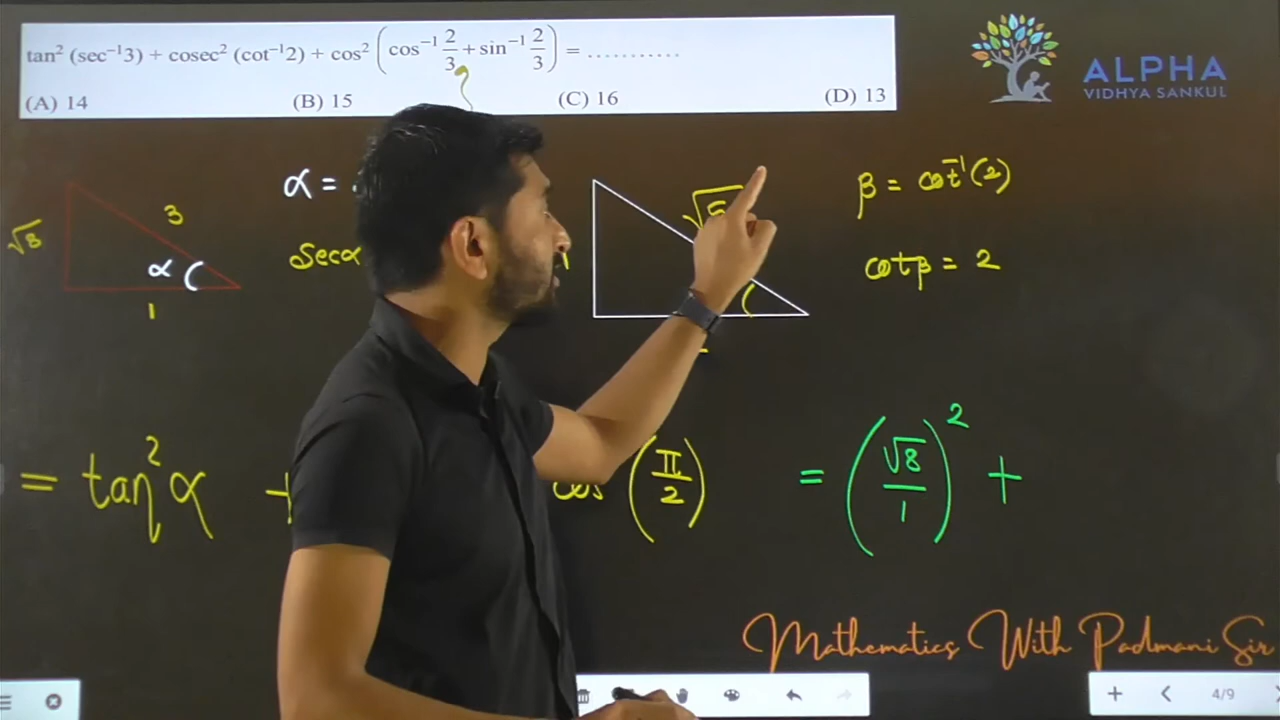 tan² (sec⁻¹3) + cosec² (cot⁻¹2) + cos² (cos⁻¹ 2/3 + sin⁻¹ 2/3) = ...........
(A) 14 (B) 15 (C) 16 (D) 13
ALPHA
VIDHYA SANKUL
α =
β = cot⁻¹(2)
√8
3
α
1
secα
cotβ = 2
= tan²α +
(π/2)
= (√8/1)² +
Mathematics With Padmani Sir
4/9